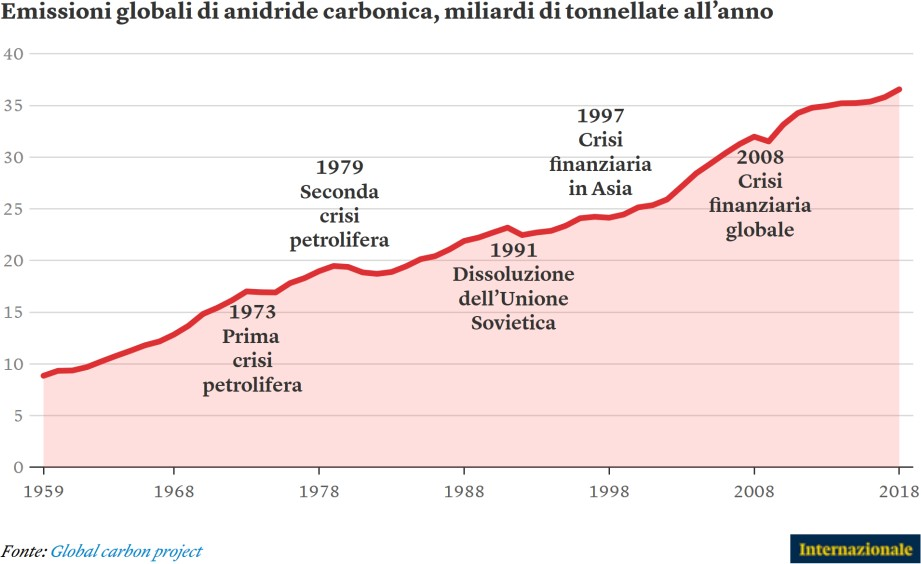 Emissioni globali di anidride carbonica, miliardi di tonnellate all’anno
40
35
30
25
20
15
10
5
0
1997
Crisi
finanziaria
in Asia
1979
Seconda
crisi
petrolifera
2008
Crisi
finanziaria
globale
1991
Dissoluzione
dell’Unione
Sovietica
1973
Prima
crisi
petrolifera
1959 1968 1978 1988 1998 2008 2018
Fonte: Global carbon project
Internazionale